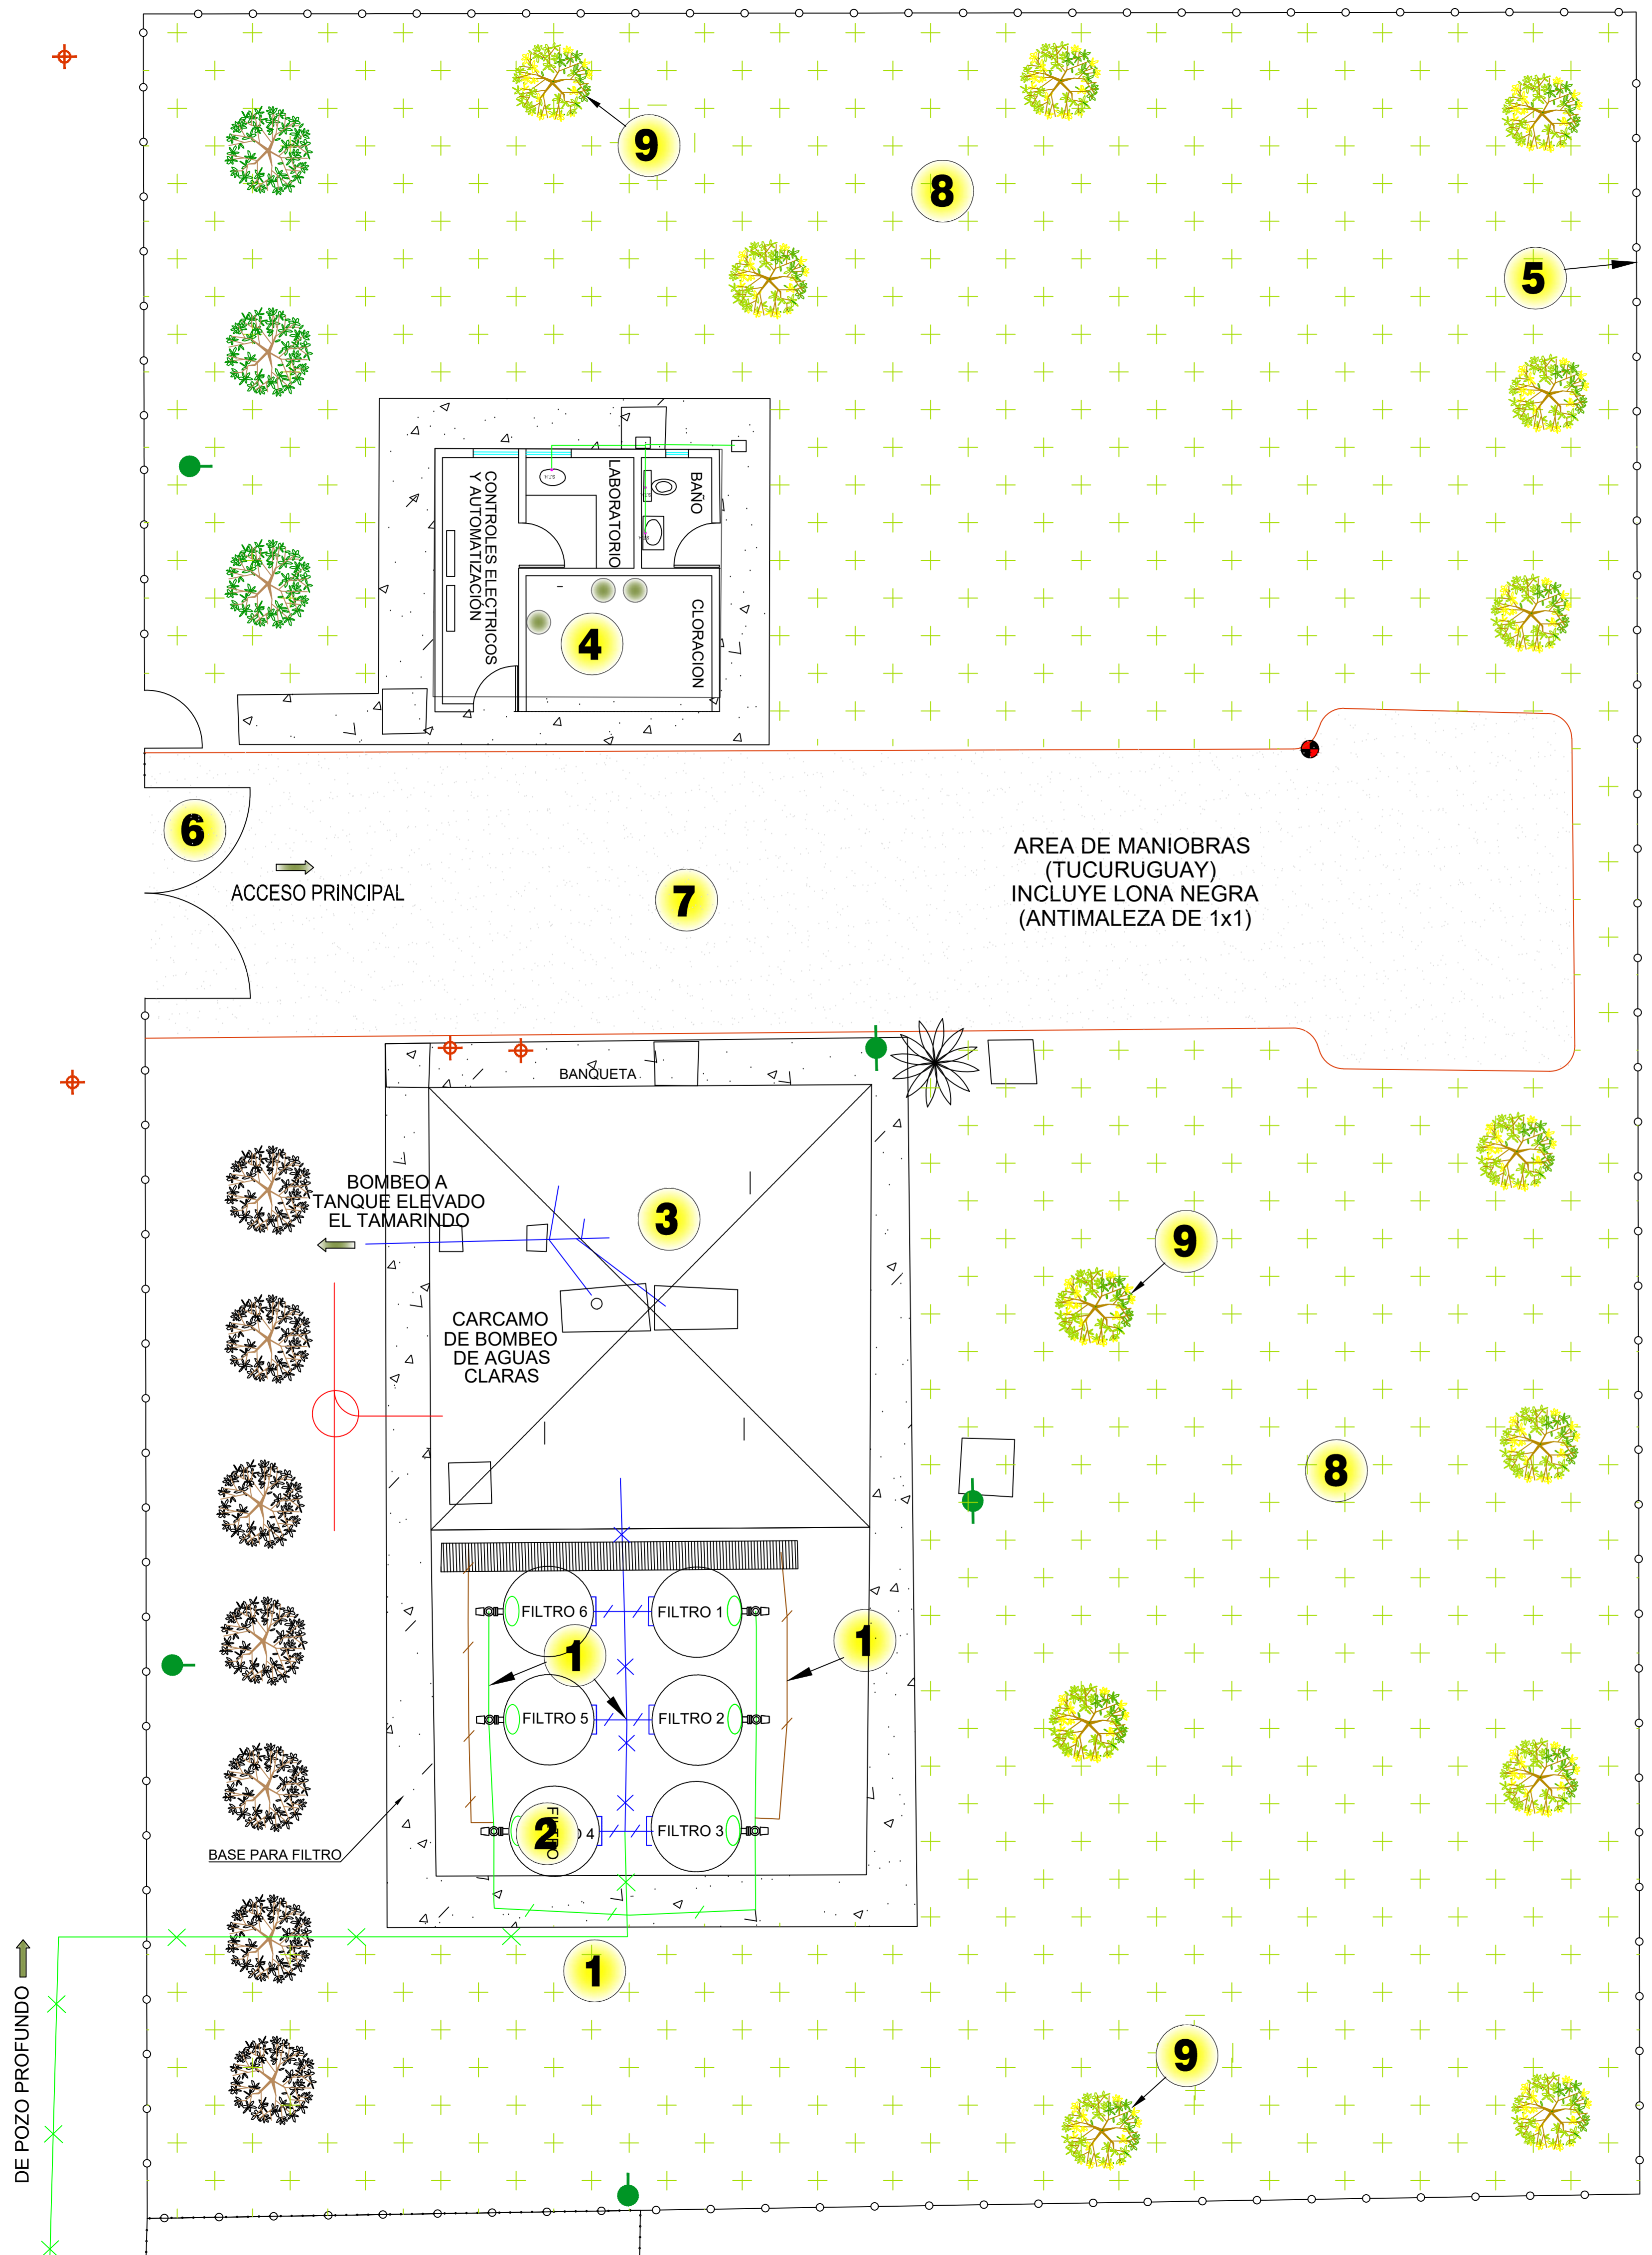 9
8
5
CONTROLES ELECTRICOS
Y AUTOMATIZACIÓN
LABORATORIO
BAÑO
4
CLORACION
6
ACCESO PRINCIPAL
7
AREA DE MANIOBRAS
(TUCURUGUAY)
INCLUYE LONA NEGRA
(ANTIMALEZA DE 1x1)
BANQUETA
BOMBEO A
TANQUE ELEVADO
EL TAMARINDO
3
9
CARCAMO
DE BOMBEO
DE AGUAS
CLARAS
8
FILTRO 6
FILTRO 1
1
1
FILTRO 5
FILTRO 2
2
FILTRO
4
FILTRO 3
BASE PARA FILTRO
1
DE POZO PROFUNDO
9